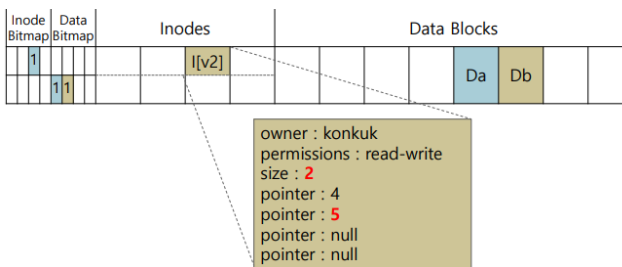 Inode Data
Bitmap Bitmap
Inodes
Data Blocks
1
I[v2]
Da
Db
1 1
owner : konkuk
permissions : read-write
size : 2
pointer : 4
pointer : 5
pointer : null
pointer : null